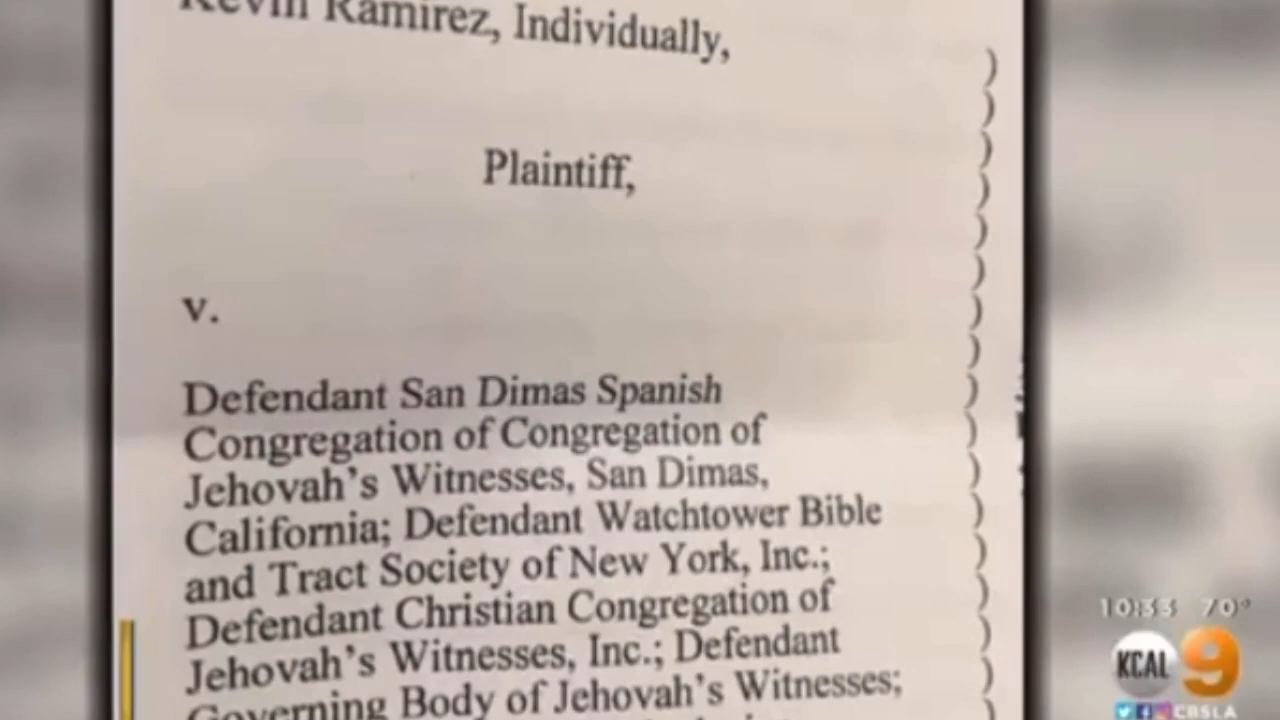 Kevin Ramirez, Individually,
)
)
)
Plaintiff,
)
)
)
v.
)
)
Defendant San Dimas Spanish
)
Congregation of Congregation of
)
Jehovah's Witnesses, San Dimas,
)
California; Defendant Watchtower Bible
)
and Tract Society of New York, Inc.;
)
Defendant Christian Congregation of
)
Jehovah's Witnesses, Inc.; Defendant
)
Governing Body of Jehovah's Witnesses;
)
)
10:33 70°
KCAL 9
CBSLA